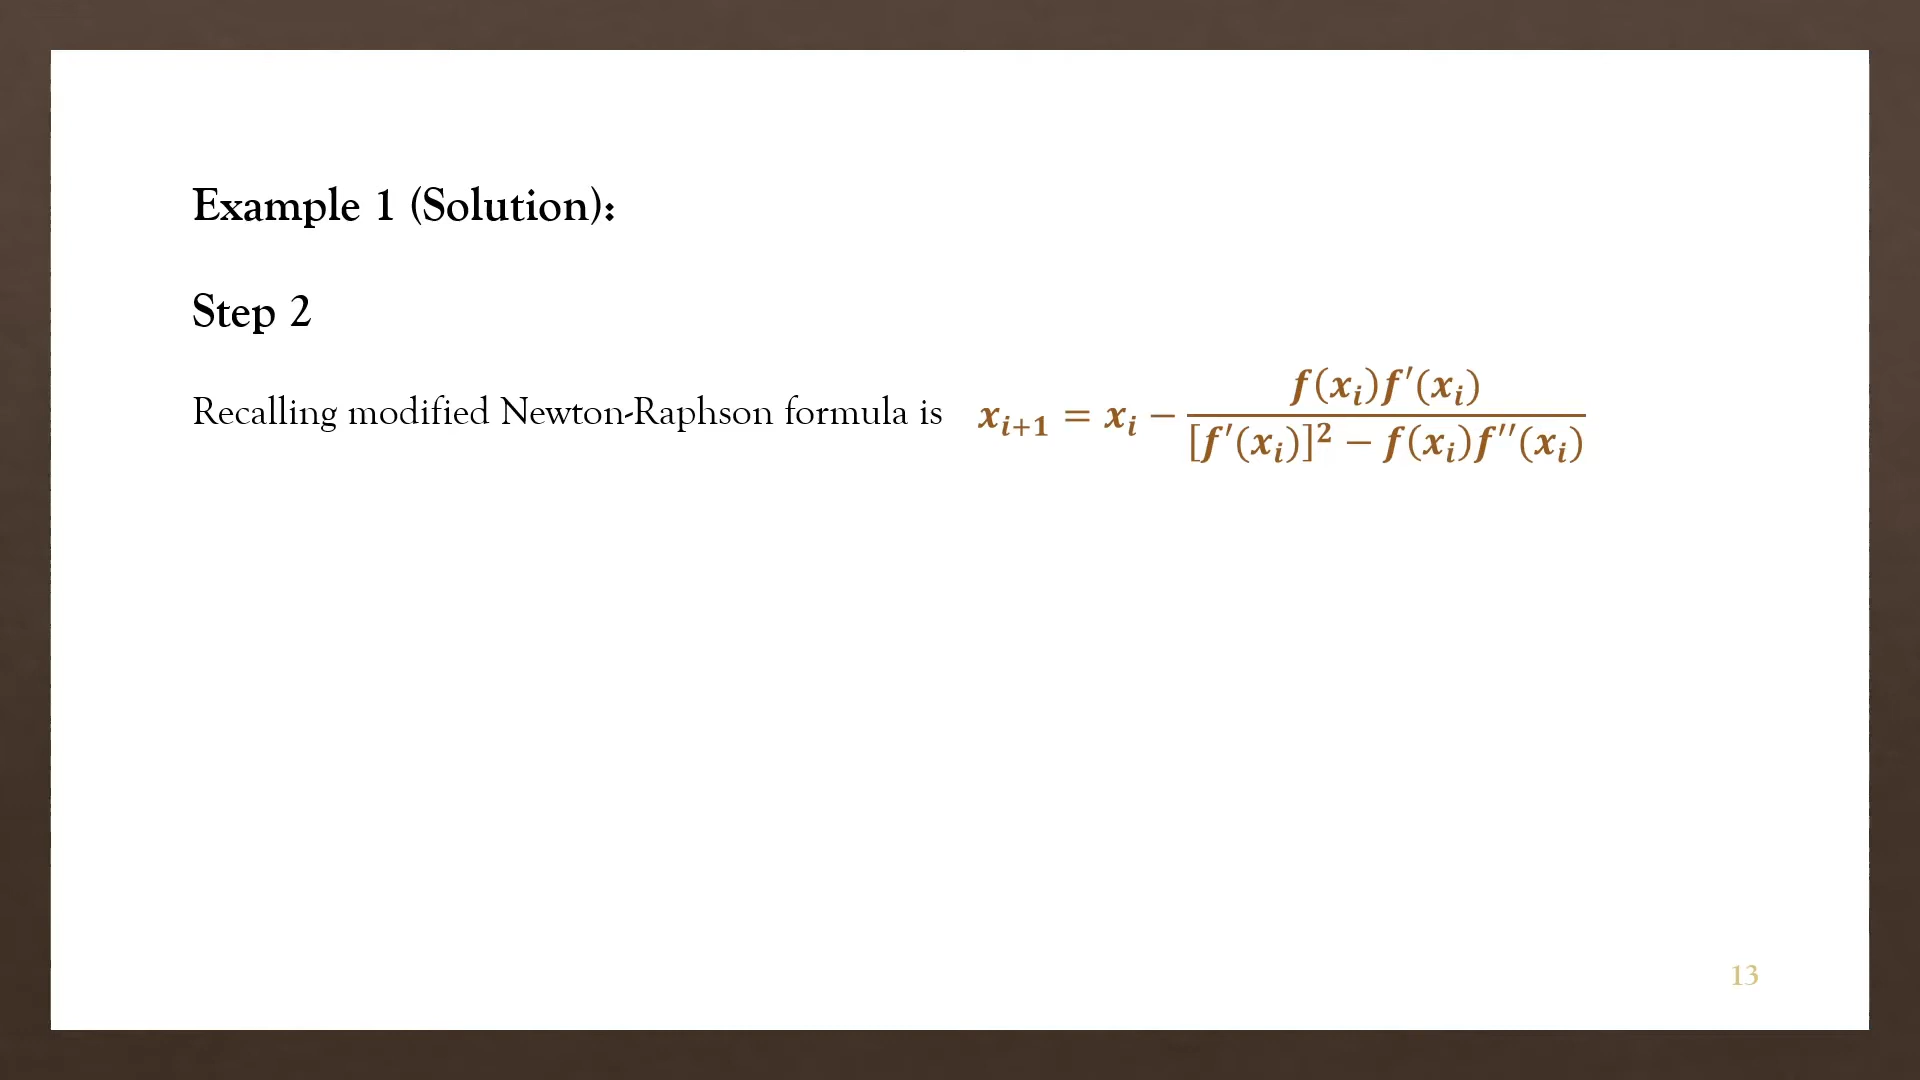 Example 1 (Solution):
Step 2
Recalling modified Newton-Raphson formula is $x_{i+1} = x_i - \frac{f(x_i)f'(x_i)}{[f'(x_i)]^2 - f(x_i)f''(x_i)}$
13